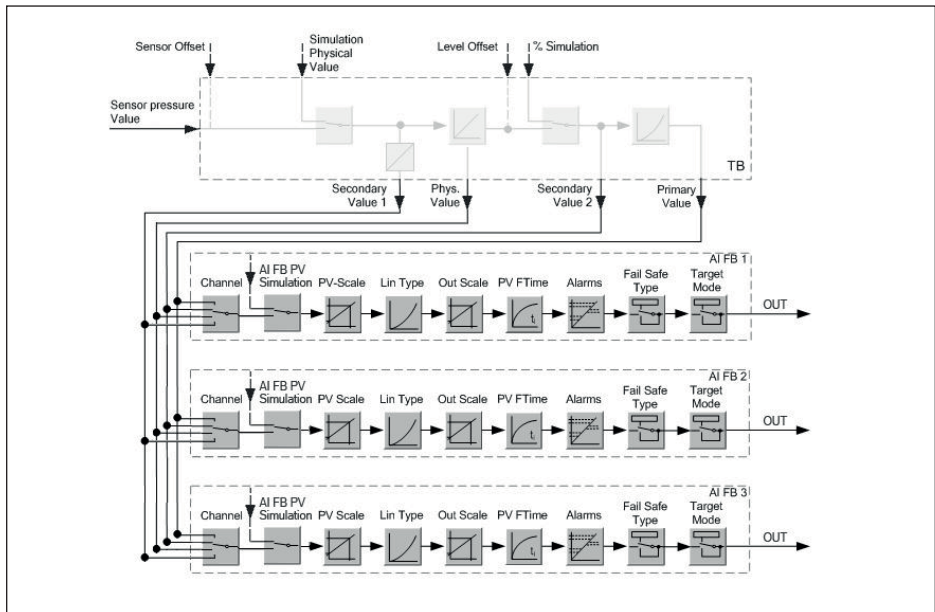 Sensor Offset
Simulation
Physical
Value
Level Offset
% Simulation
Sensor pressure
Value
TB
Secondary
Value 1
Phys.
Value
Secondary
Value 2
Primary
Value
AI FB 1
Channel
AI FB PV
Simulation
PV-Scale
Lin Type
Out Scale
PV FTime
Alarms
Fail Safe
Type
Target
Mode
OUT
ti
AI FB 2
Channel
AI FB PV
Simulation
PV Scale
Lin Type
Out Scale
PV FTime
Alarms
Fail Safe
Type
Target
Mode
OUT
ti
AI FB 3
Channel
AI FB PV
Simulation
PV Scale
Lin Type
Out Scale
PV FTime
Alarms
Fail Safe
Type
Target
Mode
OUT
ti